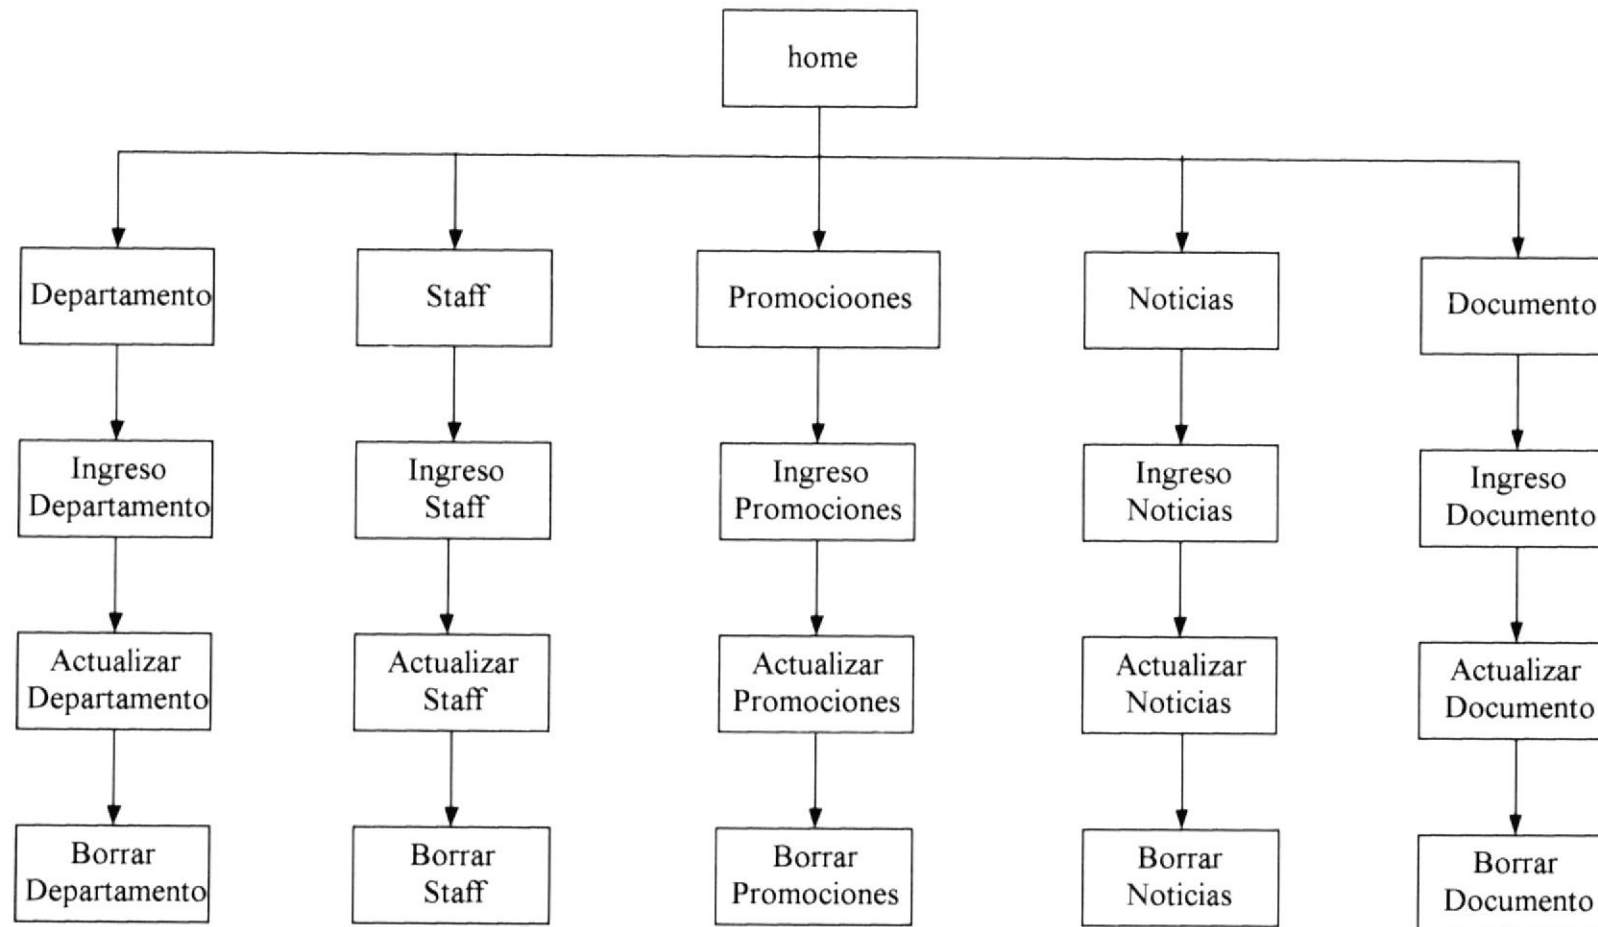 home
Departamento
Staff
Promocioones
Noticias
Documento
Ingreso
Departamento
Ingreso
Staff
Ingreso
Promociones
Ingreso
Noticias
Ingreso
Documento
Actualizar
Departamento
Actualizar
Staff
Actualizar
Promociones
Actualizar
Noticias
Actualizar
Documento
Borrar
Departamento
Borrar
Staff
Borrar
Promociones
Borrar
Noticias
Borrar
Documento